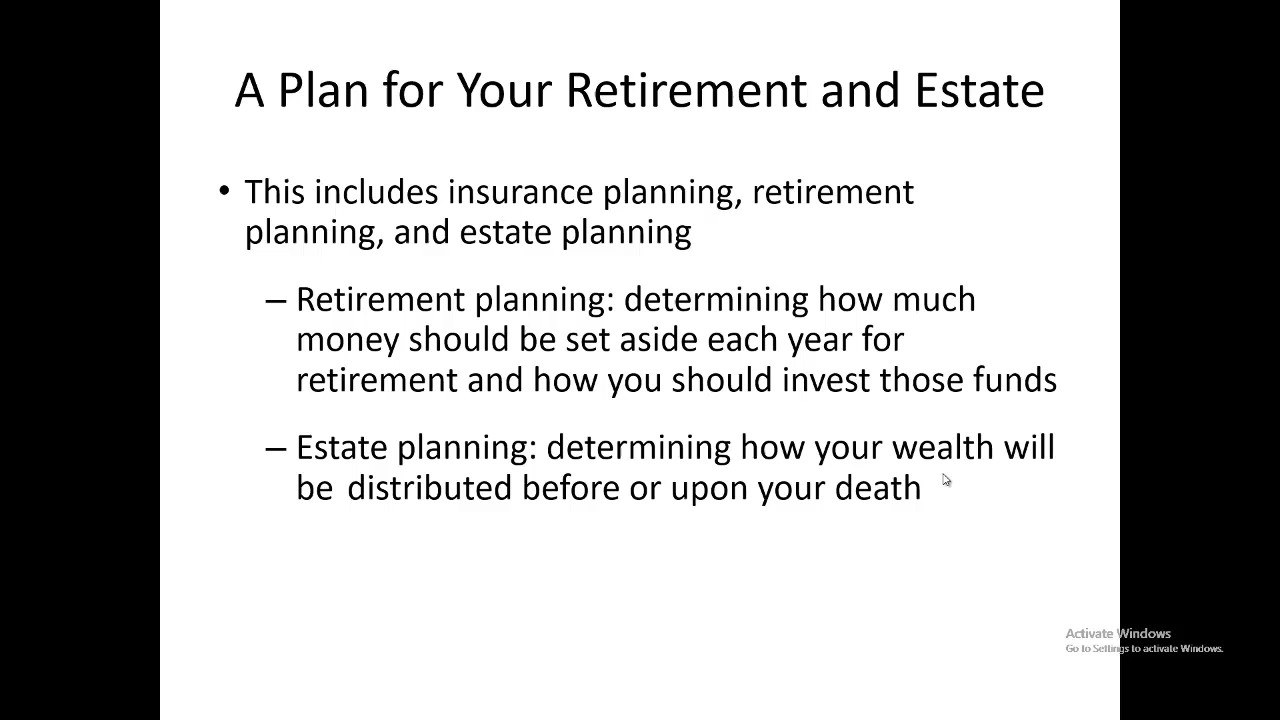 A Plan for Your Retirement and Estate
• This includes insurance planning, retirement
planning, and estate planning
– Retirement planning: determining how much
money should be set aside each year for
retirement and how you should invest those funds
– Estate planning: determining how your wealth will
be distributed before or upon your death
Activate Windows
Go to Settings to activate Windows.